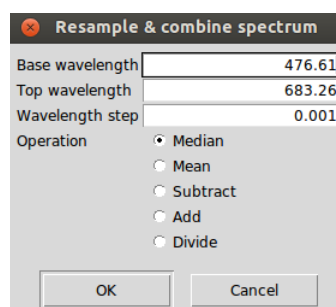 Resample & combine spectrum
Base wavelength 476.61
Top wavelength 683.26
Wavelength step 0.001
Operation Median
Mean
Subtract
Add
Divide
OK Cancel